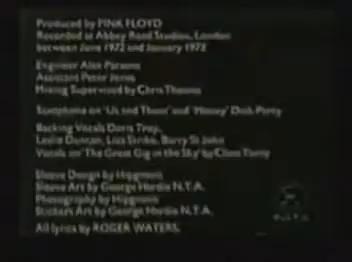 Produced by PINK FLOYD
Recorded at Abbey Road Studios, London
between June 1972 and January 1973
Engineer Alan Parsons
Assistant Peter James
Mixing Supervised by Chris Thomas
Saxophone on 'Us and Them' and 'Money' Dick Parry
Backing Vocals Doris Troy,
Leslie Duncan, Liza Strike, Barry St John
Vocals on 'The Great Gig in the Sky' by Clare Torry
Sleeve Design by Hipgnosis
Sleeve Art by George Hardie N.T.A.
Photography by Hipgnosis
Stickers Art by George Hardie N.T.A.
All lyrics by ROGER WATERS.